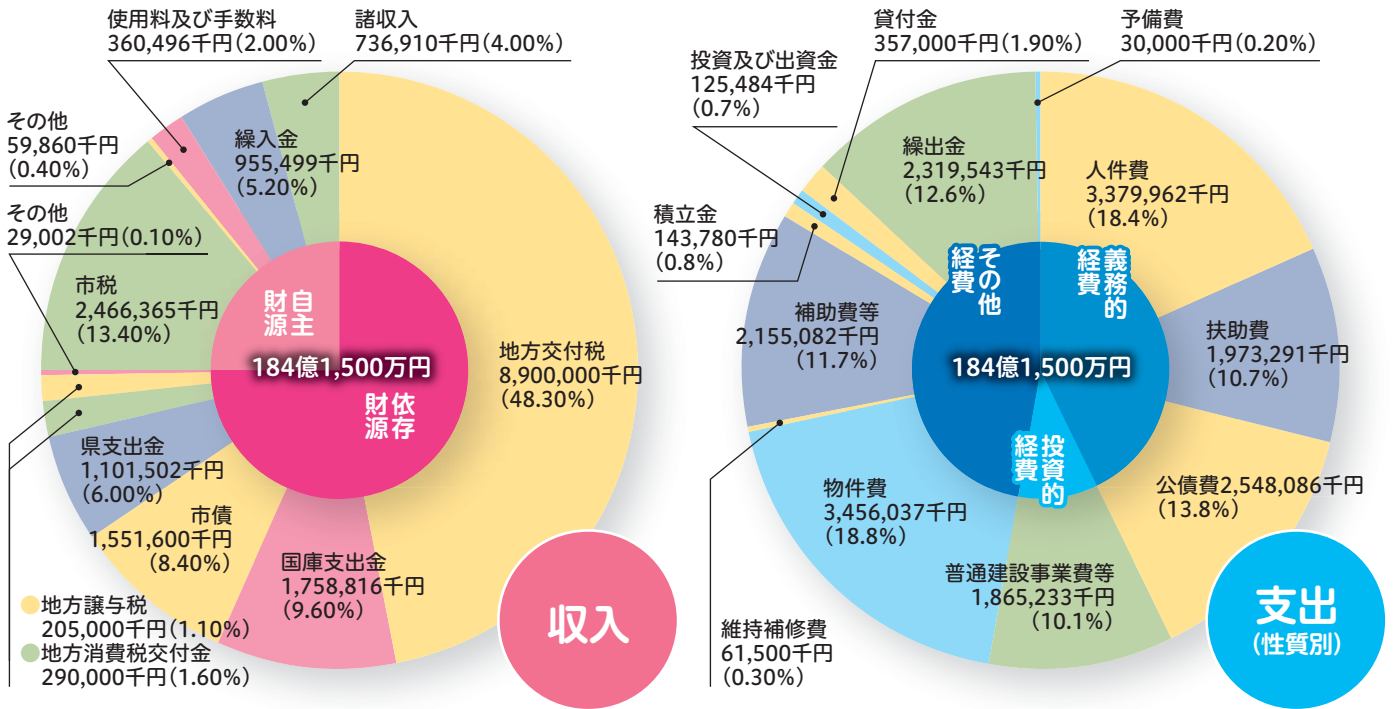 使用料及び手数料
360,496千円(2.00%)
諸収入
736,910千円(4.00%)
その他
59,860千円
(0.40%)
繰入金
955,499千円
(5.20%)
その他
29,002千円(0.10%)
市税
2,466,365千円
(13.40%)
自主
財源
184億1,500万円
依存
財源
地方交付税
8,900,000千円
(48.30%)
県支出金
1,101,502千円
(6.00%)
市債
1,551,600千円
(8.40%)
国庫支出金
1,758,816千円
(9.60%)
地方譲与税
205,000千円(1.10%)
地方消費税交付金
290,000千円(1.60%)
収入
貸付金
357,000千円(1.90%)
予備費
30,000千円(0.20%)
投資及び出資金
125,484千円
(0.7%)
繰出金
2,319,543千円
(12.6%)
人件費
3,379,962千円
(18.4%)
積立金
143,780千円
(0.8%)
その他
経費
義務的
経費
補助費等
2,155,082千円
(11.7%)
扶助費
1,973,291千円
(10.7%)
184億1,500万円
投資的
経費
物件費
3,456,037千円
(18.8%)
公債費2,548,086千円
(13.8%)
普通建設事業費等
1,865,233千円
(10.1%)
維持補修費
61,500千円
(0.30%)
支出
(性質別)